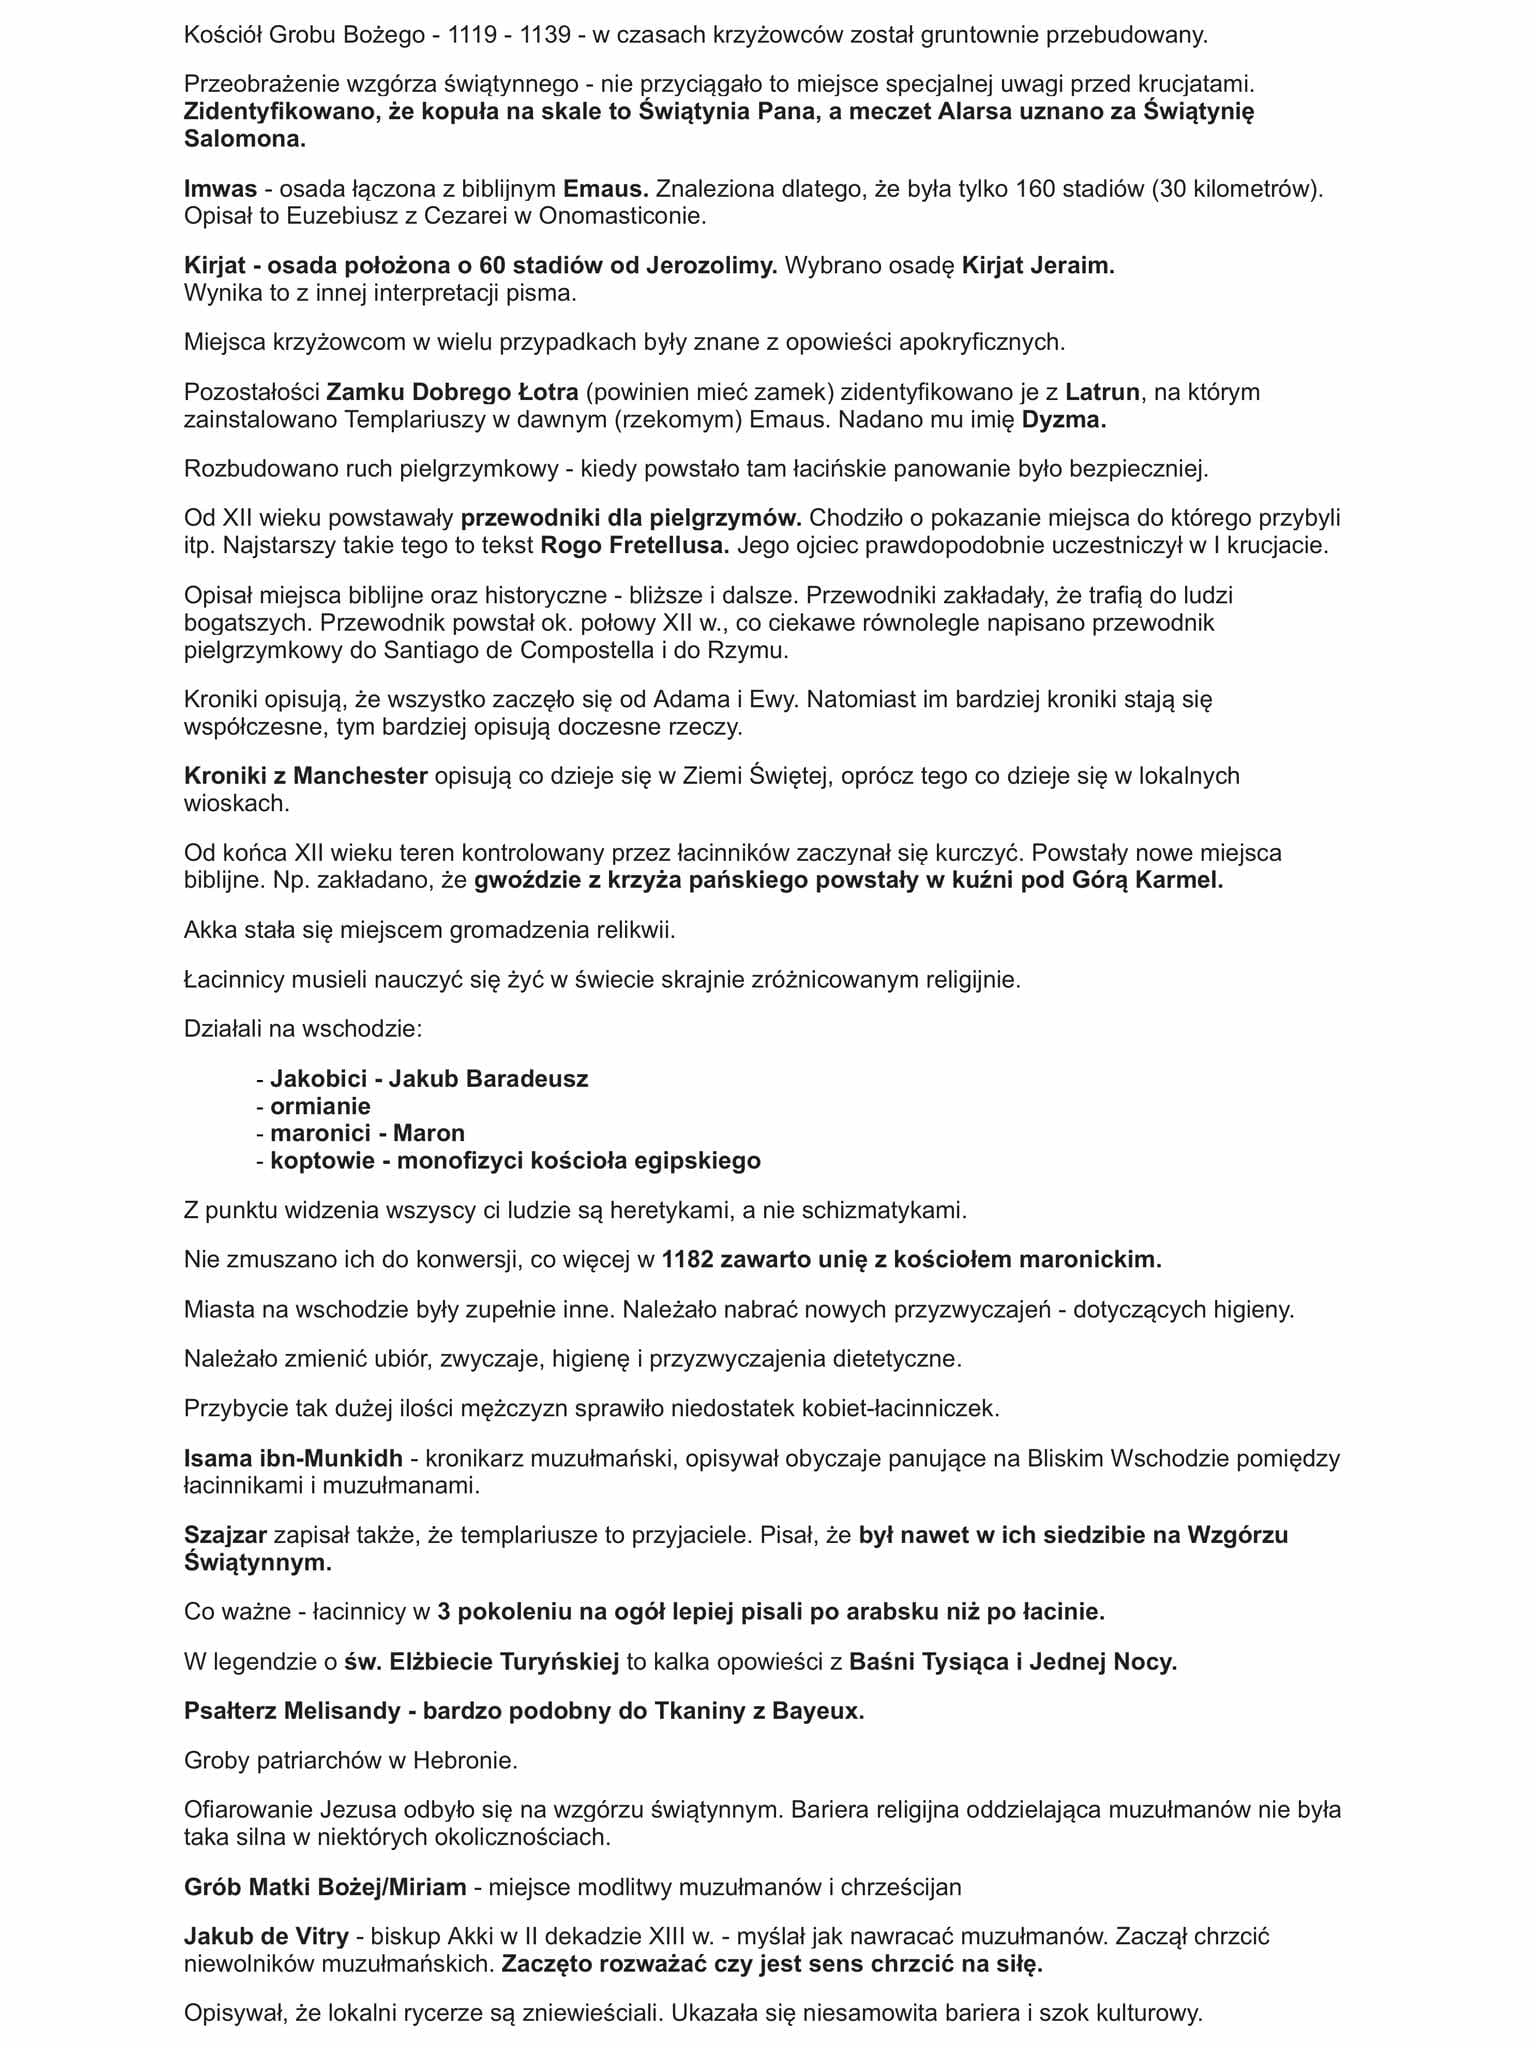 Kościół Grobu Bożego - 1119 - 1139 - w czasach krzyżowców został gruntownie przebudowany.
Przeobrażenie wzgórza świątynnego - nie przyciągało to miejsce specjalnej uwagi przed krucjatami.
Zidentyfikowano, że kopuła na skale to Świątynia Pana, a meczet Alarsa uznano za Świątynię
Salomona.
Imwas - osada łączona z biblijnym Emaus. Znaleziona dlatego, że była tylko 160 stadiów (30 kilometrów).
Opisał to Euzebiusz z Cezarei w Onomasticonie.
Kirjat - osada położona o 60 stadiów od Jerozolimy. Wybrano osadę Kirjat Jeraim.
Wynika to z innej interpretacji pisma.
Miejsca krzyżowcom w wielu przypadkach były znane z opowieści apokryficznych.
Pozostałości Zamku Dobrego Łotra (powinien mieć zamek) zidentyfikowano je z Latrun, na którym
zainstalowano Templariuszy w dawnym (rzekomym) Emaus. Nadano mu imię Dyzma.
Rozbudowano ruch pielgrzymkowy - kiedy powstało tam łacińskie panowanie było bezpieczniej.
Od XII wieku powstawały przewodniki dla pielgrzymów. Chodziło o pokazanie miejsca do którego przybyli
itp. Najstarszy takie tego to tekst Rogo Fretellusa. Jego ojciec prawdopodobnie uczestniczył w I krucjacie.
Opisał miejsca biblijne oraz historyczne - bliższe i dalsze. Przewodniki zakładały, że trafią do ludzi
bogatszych. Przewodnik powstał ok. połowy XII w., co ciekawe równolegle napisano przewodnik
pielgrzymkowy do Santiago de Compostella i do Rzymu.
Kroniki opisują, że wszystko zaczęło się od Adama i Ewy. Natomiast im bardziej kroniki stają się
współczesne, tym bardziej opisują doczesne rzeczy.
Kroniki z Manchester opisują co dzieje się w Ziemi Świętej, oprócz tego co dzieje się w lokalnych
wioskach.
Od końca XII wieku teren kontrolowany przez łacinników zaczynał się kurczyć. Powstały nowe miejsca
biblijne. Np. zakładano, że gwoździe z krzyża pańskiego powstały w kuźni pod Górą Karmel.
Akka stała się miejscem gromadzenia relikwii.
Łacinnicy musieli nauczyć się żyć w świecie skrajnie zróżnicowanym religijnie.
Działali na wschodzie:
- Jakobici - Jakub Baradeusz
- ormianie
- maronici - Maron
- koptowie - monofizyci kościoła egipskiego
Z punktu widzenia wszyscy ci ludzie są heretykami, a nie schizmatykami.
Nie zmuszano ich do konwersji, co więcej w 1182 zawarto unię z kościołem maronickim.
Miasta na wschodzie były zupełnie inne. Należało nabrać nowych przyzwyczajeń - dotyczących higieny.
Należało zmienić ubiór, zwyczaje, higienę i przyzwyczajenia dietetyczne.
Przybycie tak dużej ilości mężczyzn sprawiło niedostatek kobiet-łacinniczek.
Isama ibn-Munkidh - kronikarz muzułmański, opisywał obyczaje panujące na Bliskim Wschodzie pomiędzy
łacinnikami i muzułmanami.
Szajzar zapisał także, że templariusze to przyjaciele. Pisał, że był nawet w ich siedzibie na Wzgórzu
Świątynnym.
Co ważne - łacinnicy w 3 pokoleniu na ogół lepiej pisali po arabsku niż po łacinie.
W legendzie o św. Elżbiecie Turyńskiej to kalka opowieści z Baśni Tysiąca i Jednej Nocy.
Psałterz Melisandy - bardzo podobny do Tkaniny z Bayeux.
Groby patriarchów w Hebronie.
Ofiarowanie Jezusa odbyło się na wzgórzu świątynnym. Bariera religijna oddzielająca muzułmanów nie była
taka silna w niektórych okolicznościach.
Grób Matki Bożej/Miriam - miejsce modlitwy muzułmanów i chrześcijan
Jakub de Vitry - biskup Akki w II dekadzie XIII w. - myślał jak nawracać muzułmanów. Zaczął chrzcić
niewolników muzułmańskich. Zaczęto rozważać czy jest sens chrzcić na siłę.
Opisywał, że lokalni rycerze są zniewieściali. Ukazała się niesamowita bariera i szok kulturowy.